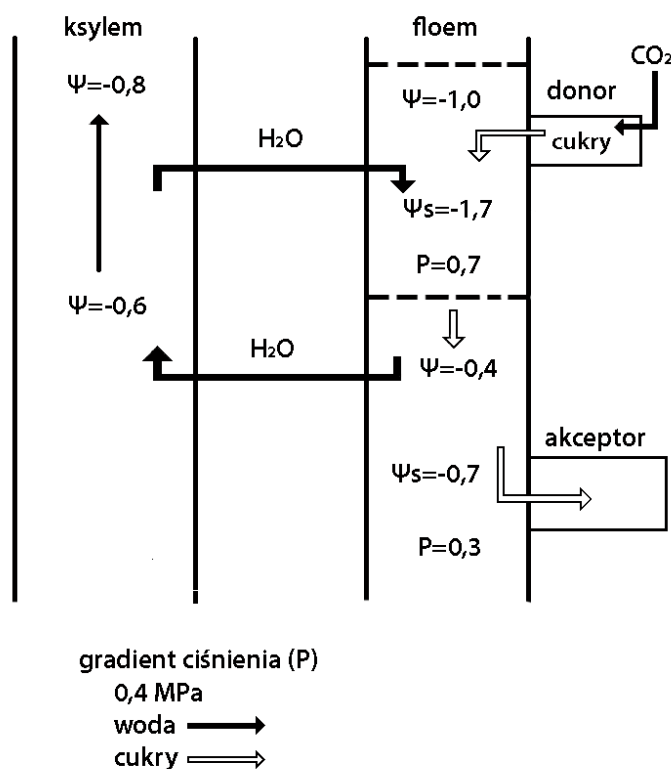 ksylem
floem
Ψ=-0,8
Ψ=-1,0
donor
CO₂
cukry
H₂O
Ψs=-1,7
P=0,7
Ψ=-0,6
H₂O
Ψ=-0,4
akceptor
Ψs=-0,7
P=0,3
gradient ciśnienia (P)
0,4 MPa
woda
cukry